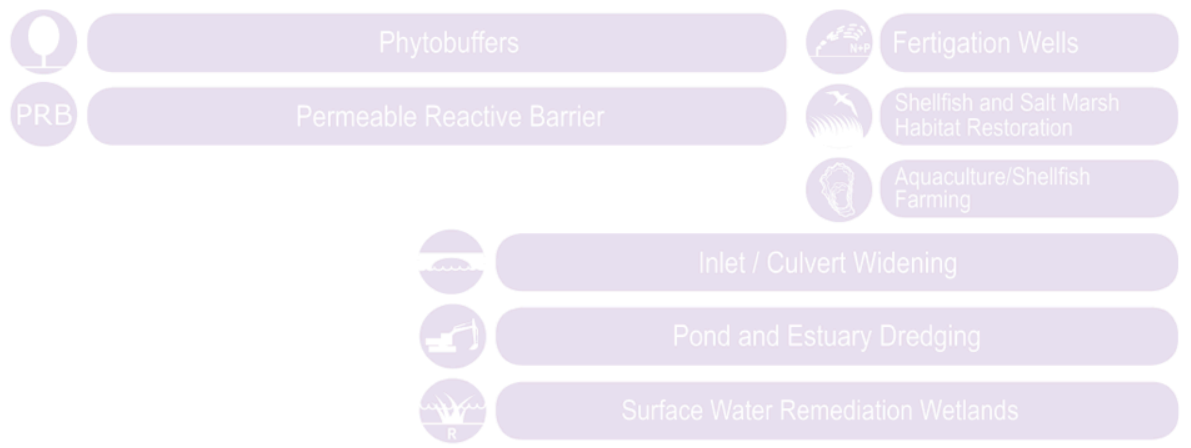 Phytobuffers
N+P
Fertigation Wells
PRB
Permeable Reactive Barrier
Shellfish and Salt Marsh
Habitat Restoration
Aquaculture/Shellfish
Farming
Inlet / Culvert Widening
Pond and Estuary Dredging
R
Surface Water Remediation Wetlands